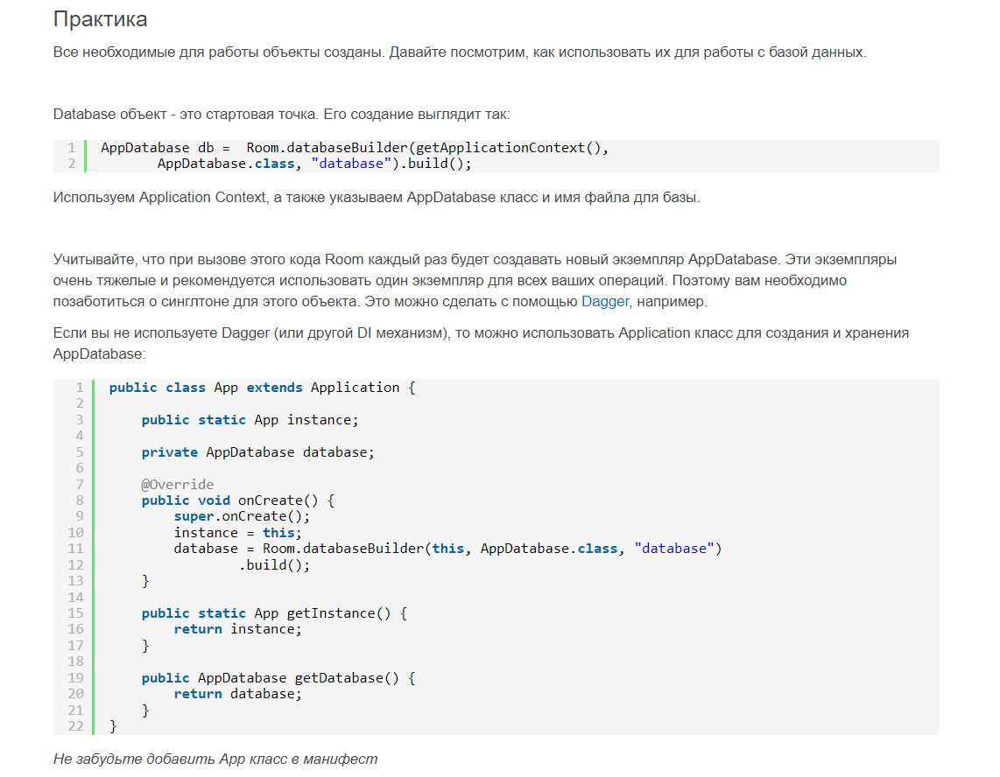 Практика
Все необходимые для работы объекты созданы. Давайте посмотрим, как использовать их для работы с базой данных.
Database объект - это стартовая точка. Его создание выглядит так:
1 AppDatabase db =  Room.databaseBuilder(getApplicationContext(),
2        AppDatabase.class, "database").build();
Используем Application Context, а также указываем AppDatabase класс и имя файла для базы.
Учитывайте, что при вызове этого кода Room каждый раз будет создавать новый экземпляр AppDatabase. Эти экземпляры
очень тяжелые и рекомендуется использовать один экземпляр для всех ваших операций. Поэтому вам необходимо
позаботиться о синглтоне для этого объекта. Это можно сделать с помощью Dagger, например.
Если вы не используете Dagger (или другой DI механизм), то можно использовать Application класс для создания и хранения
AppDatabase:
1 public class App extends Application {
2
3     public static App instance;
4
5     private AppDatabase database;
6
7     @Override
8     public void onCreate() {
9         super.onCreate();
10         instance = this;
11         database = Room.databaseBuilder(this, AppDatabase.class, "database")
12                 .build();
13     }
14
15     public static App getInstance() {
16         return instance;
17     }
18
19     public AppDatabase getDatabase() {
20         return database;
21     }
22 }
Не забудьте добавить App класс в манифест